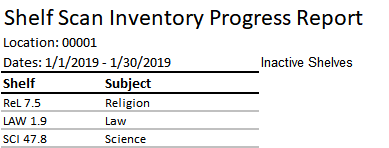 Shelf Scan Inventory Progress Report
Location: 00001
Dates: 1/1/2019 - 1/30/2019 Inactive Shelves
Shelf Subject
ReL 7.5 Religion
LAW 1.9 Law
SCI 47.8 Science